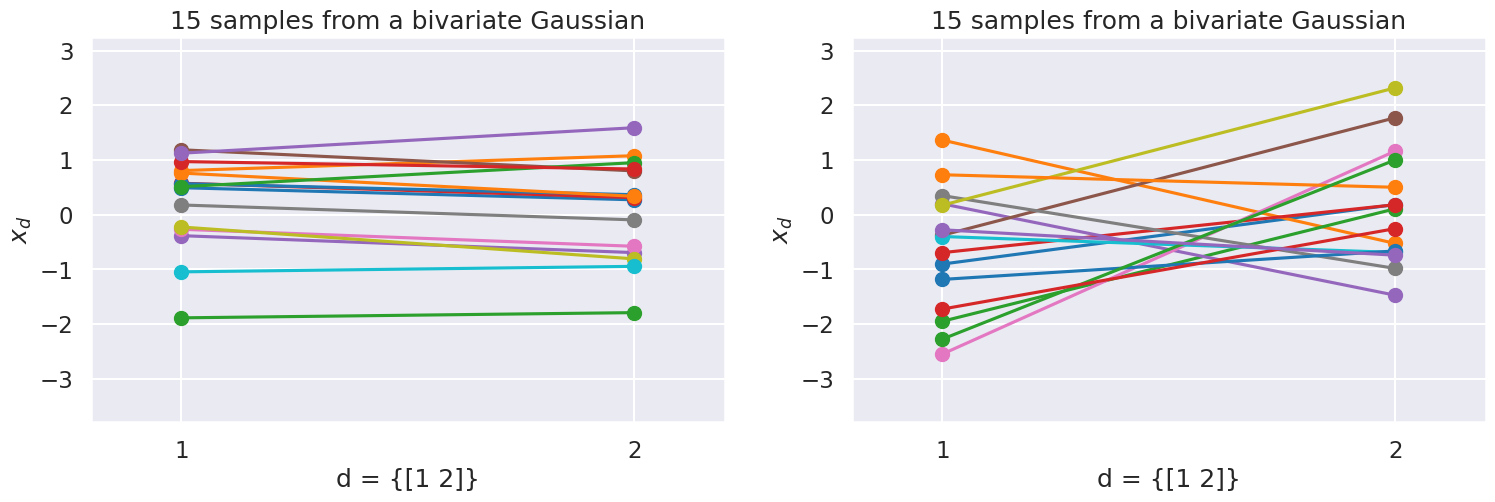 15 samples from a bivariate Gaussian
3
2
1
0
−1
−2
−3
x_d
1 2
d = {[1 2]}
15 samples from a bivariate Gaussian
3
2
1
0
−1
−2
−3
x_d
1 2
d = {[1 2]}